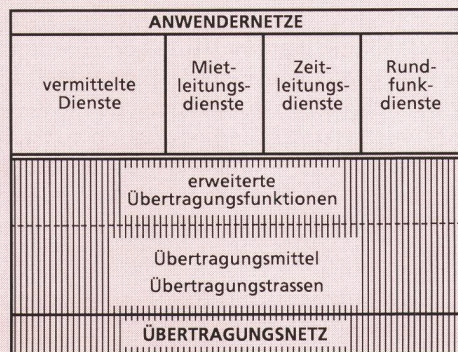 ANWENDERNETZE
vermittelte
Dienste
Miet-
leitungs-
dienste
Zeit-
leitungs-
dienste
Rund-
funk-
dienste
erweiterte
Übertragungsfunktionen
Übertragungsmittel
Übertragungstrassen
ÜBERTRAGUNGSNETZ